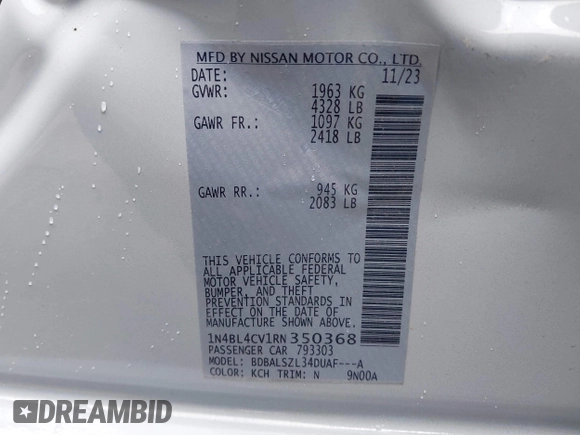 MFD BY NISSAN MOTOR CO., LTD.
DATE: 11/23
GVWR: 1963 KG
4328 LB
GAWR FR.: 1097 KG
2418 LB
GAWR RR.: 945 KG
2083 LB
THIS VEHICLE CONFORMS TO
ALL APPLICABLE FEDERAL
MOTOR VEHICLE SAFETY,
BUMPER, AND THEFT
PREVENTION STANDARDS IN
EFFECT ON THE DATE OF
MANUFACTURE SHOWN ABOVE.
1N4BL4CV1RN350368
PASSENGER CAR 793303
MODEL: BDBALSZL34DUAF---A
COLOR: KCH TRIM: N 9N00A
DREAMBID
DREAMBID.COM